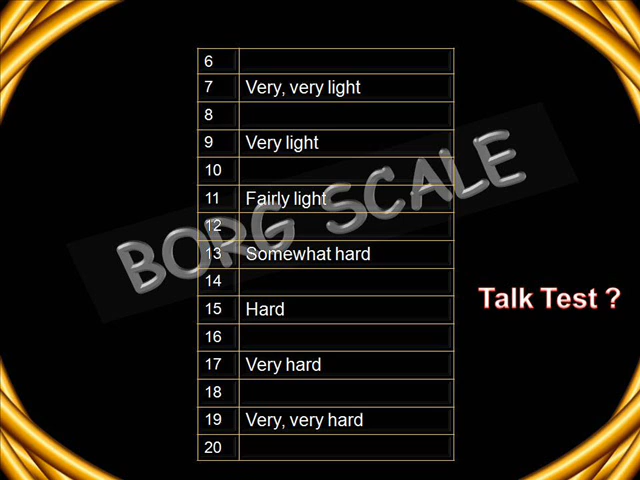 BORG SCALE
6
7 Very, very light
8
9 Very light
10
11 Fairly light
12
13 Somewhat hard
14
15 Hard
16
17 Very hard
18
19 Very, very hard
20
Talk Test ?